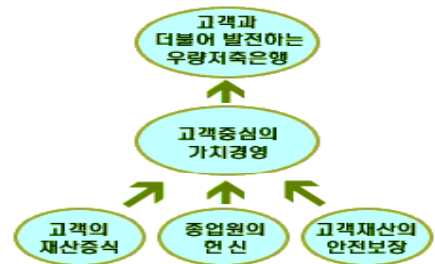 고객과
더불어 발전하는
우량저축은행
고객중심의
가치경영
고객의
재산증식
종업원의
헌 신
고객재산의
안전보장